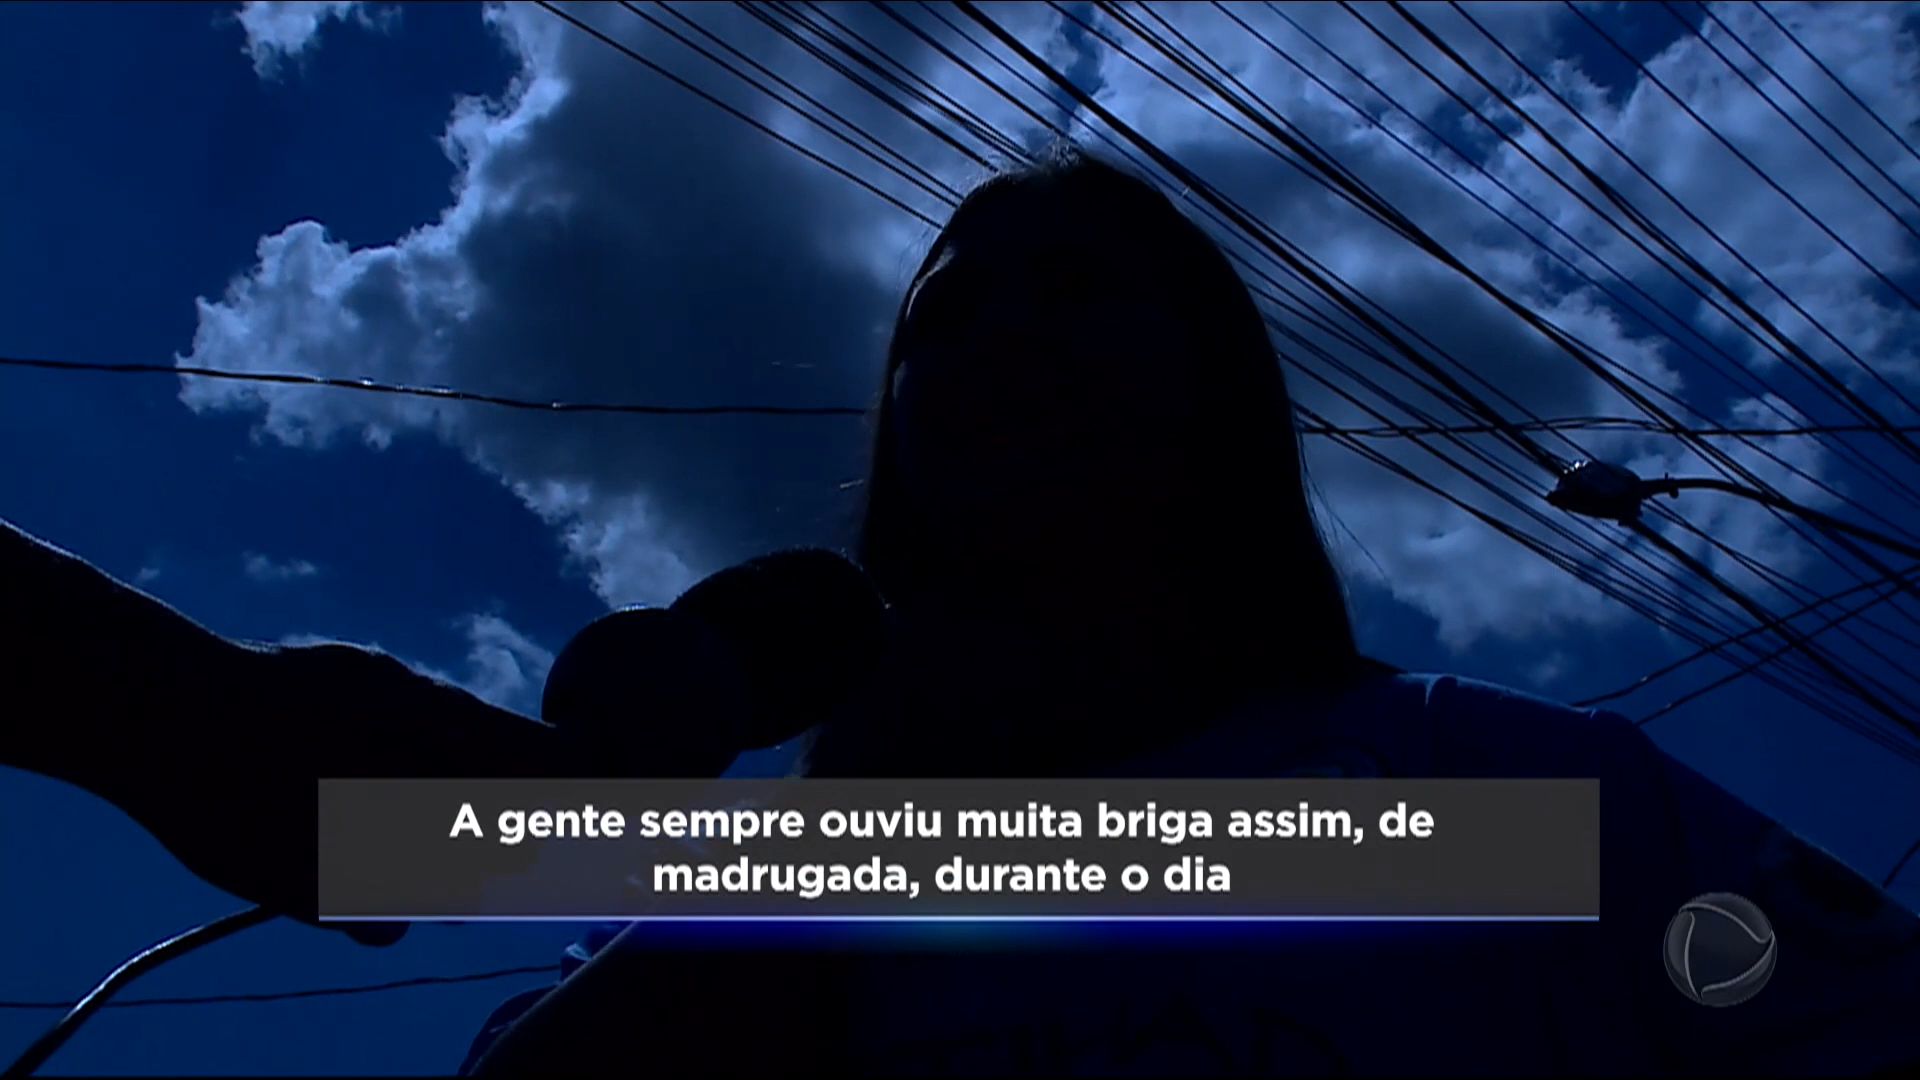 A gente sempre ouviu muita briga assim, de
madrugada, durante o dia